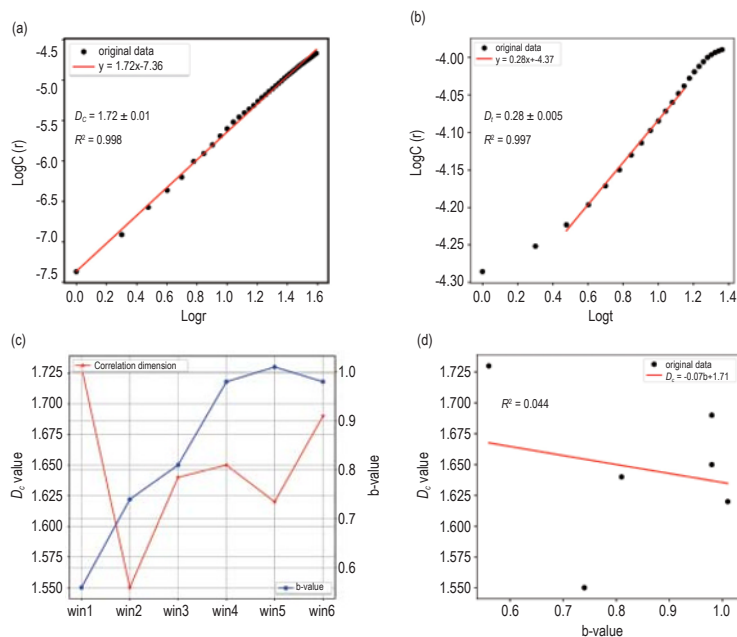 (a)
original data
y = 1.72x-7.36
Dc = 1.72 ± 0.01
R² = 0.998
LogC (r)
-4.5
-5.0
-5.5
-6.0
-6.5
-7.0
-7.5
0.0 0.2 0.4 0.6 0.8 1.0 1.2 1.4 1.6
Logr
(b)
original data
y = 0.28x+-4.37
Dt = 0.28 ± 0.005
R² = 0.997
LogC (r)
-4.00
-4.05
-4.10
-4.15
-4.20
-4.25
-4.30
0.0 0.2 0.4 0.6 0.8 1.0 1.2 1.4
Logt
(c)
Correlation dimension
Dc value
1.725
1.700
1.675
1.650
1.625
1.600
1.575
1.550
1.0
0.9
0.8
0.7
0.6
b-value
b-value
win1 win2 win3 win4 win5 win6
(d)
original data
Dc = -0.07b+1.71
R² = 0.044
Dc value
1.725
1.700
1.675
1.650
1.625
1.600
1.575
1.550
0.6 0.7 0.8 0.9 1.0
b-value